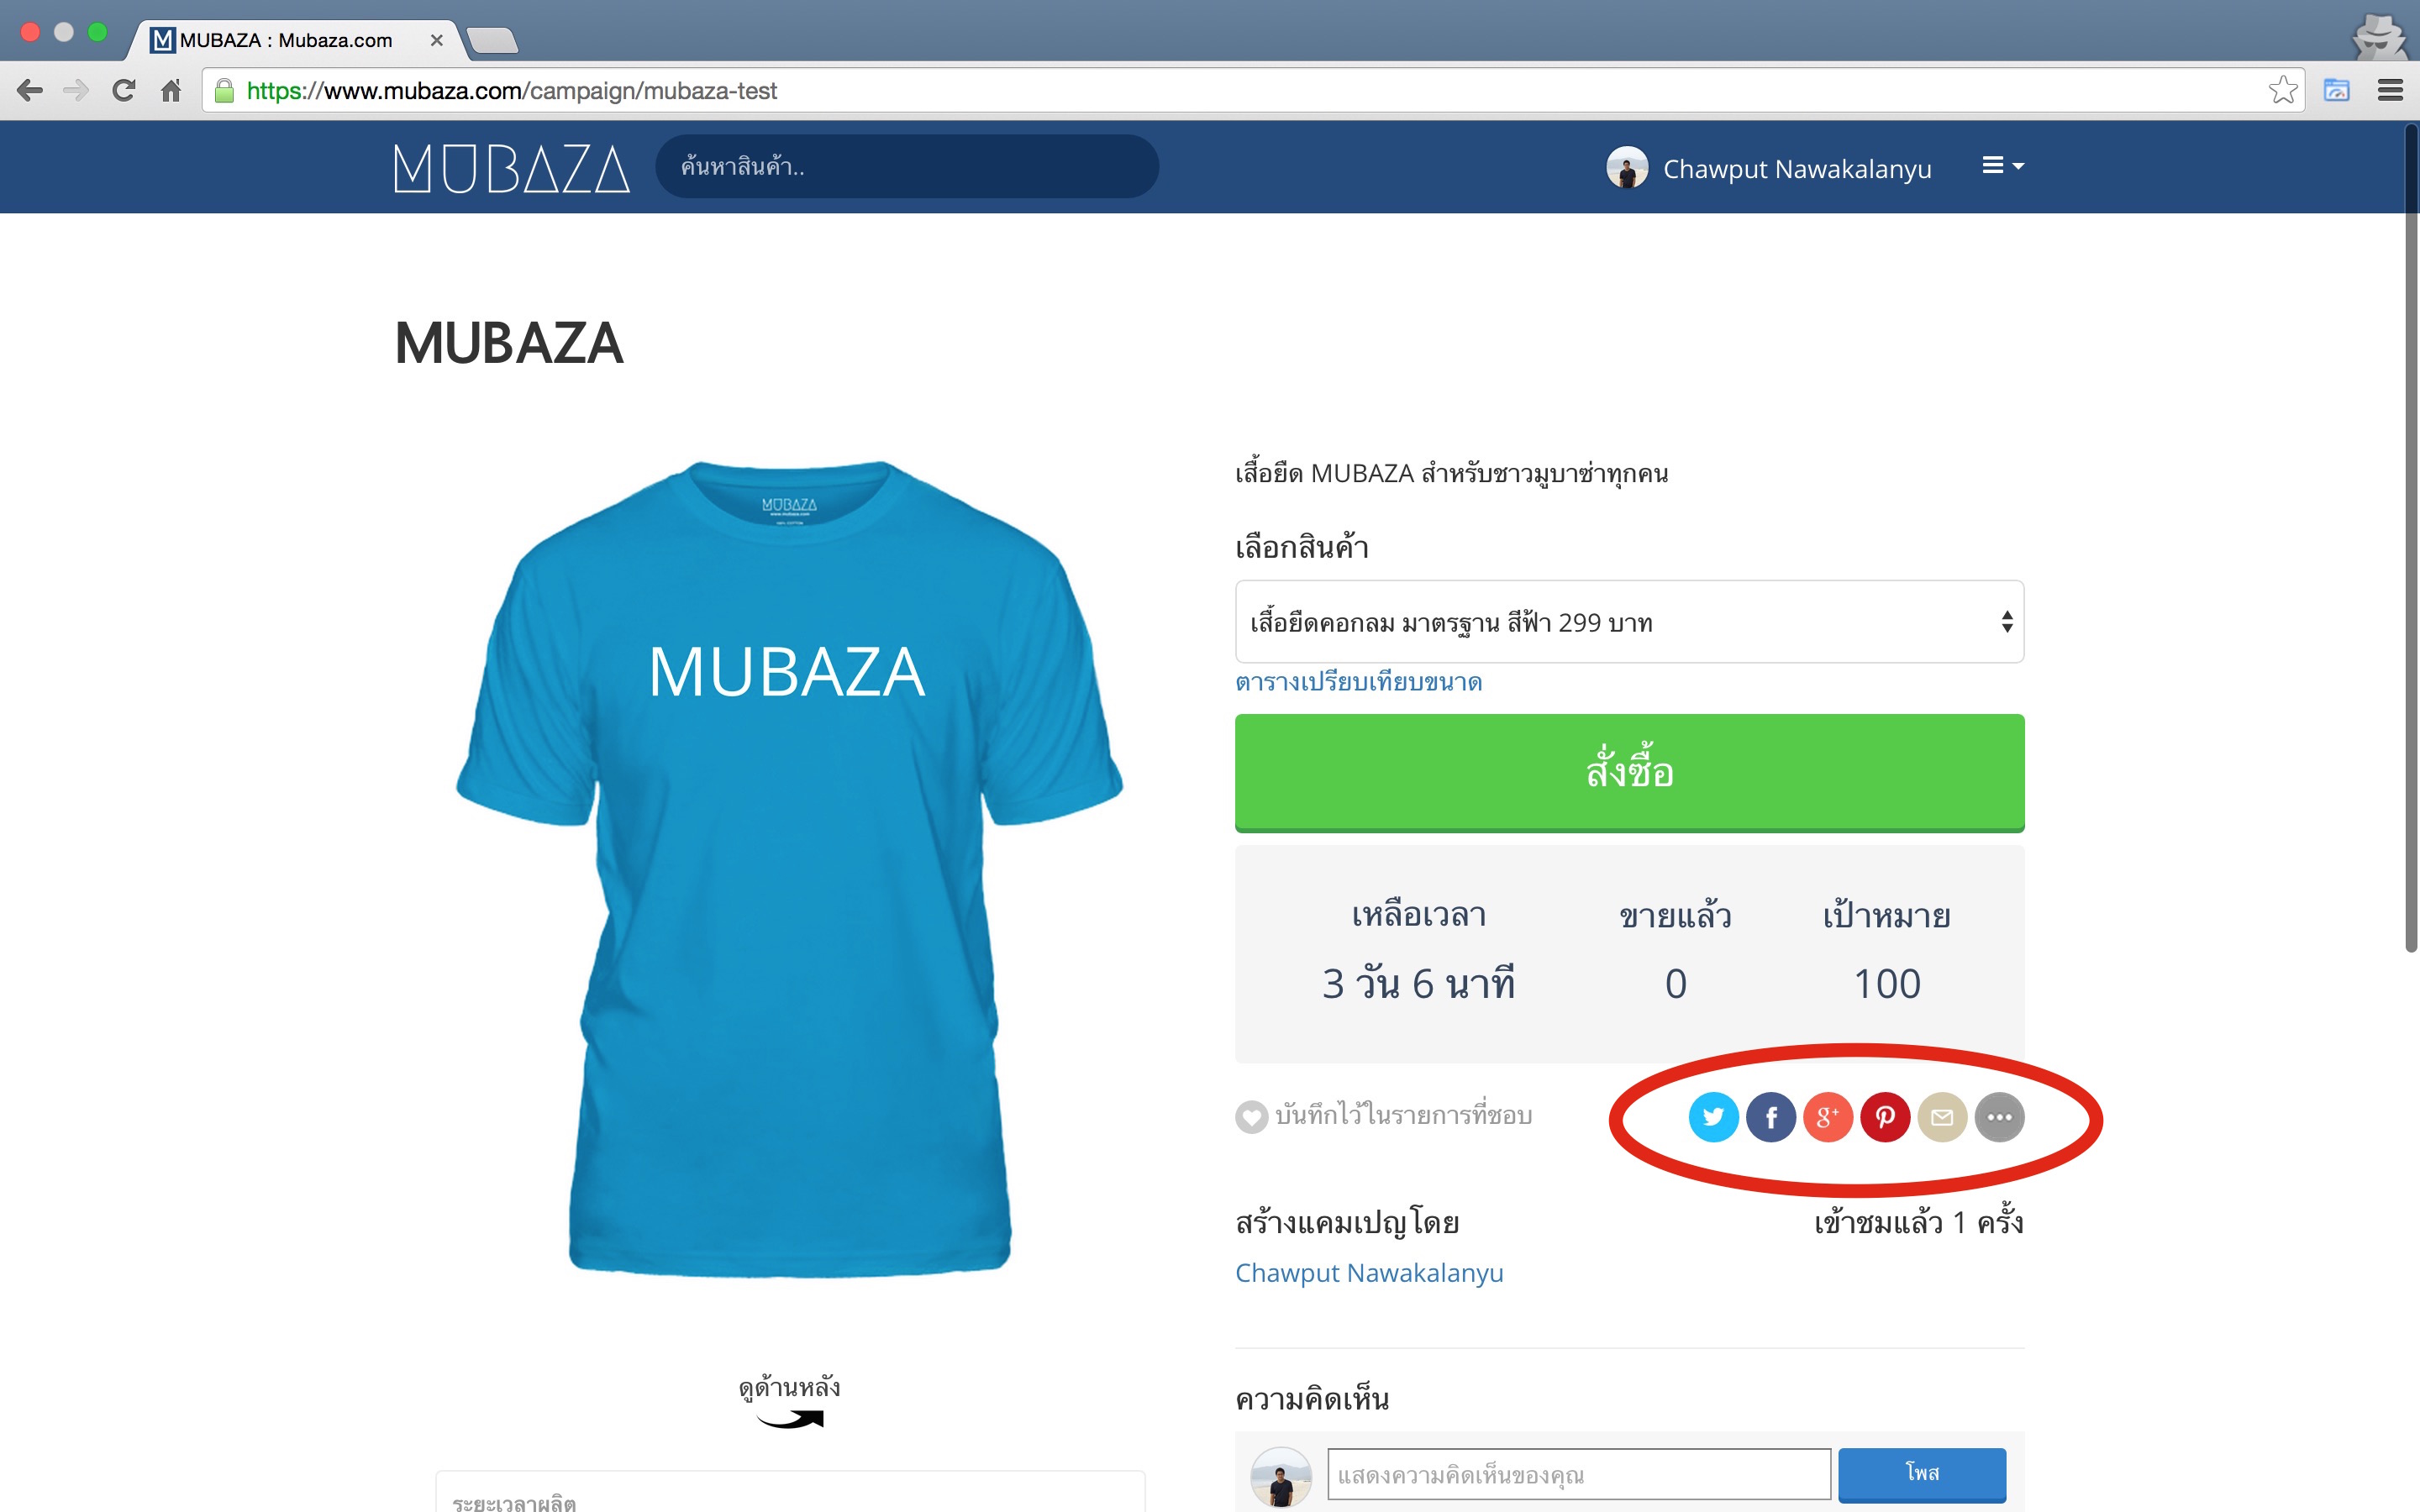 MUBAZA : Mubaza.com
https://www.mubaza.com/campaign/mubaza-test
MUBAZA
ค้นหาสินค้า..
Chawput Nawakalanyu
MUBAZA
MUBAZA
www.mubaza.com
100% COTTON
MUBAZA
เสื้อยืด MUBAZA สำหรับชาวมูบาซ่าทุกคน
เลือกสินค้า
เสื้อยืดคอกลม มาตรฐาน สีฟ้า 299 บาท
ตารางเปรียบเทียบขนาด
สั่งซื้อ
เหลือเวลา ขายแล้ว เป้าหมาย
3 วัน 6 นาที 0 100
บันทึกไว้ในรายการที่ชอบ
สร้างแคมเปญโดย เข้าชมแล้ว 1 ครั้ง
Chawput Nawakalanyu
ดูด้านหลัง
ความคิดเห็น
แสดงความคิดเห็นของคุณ โพส
ระยะเวลาผลิต